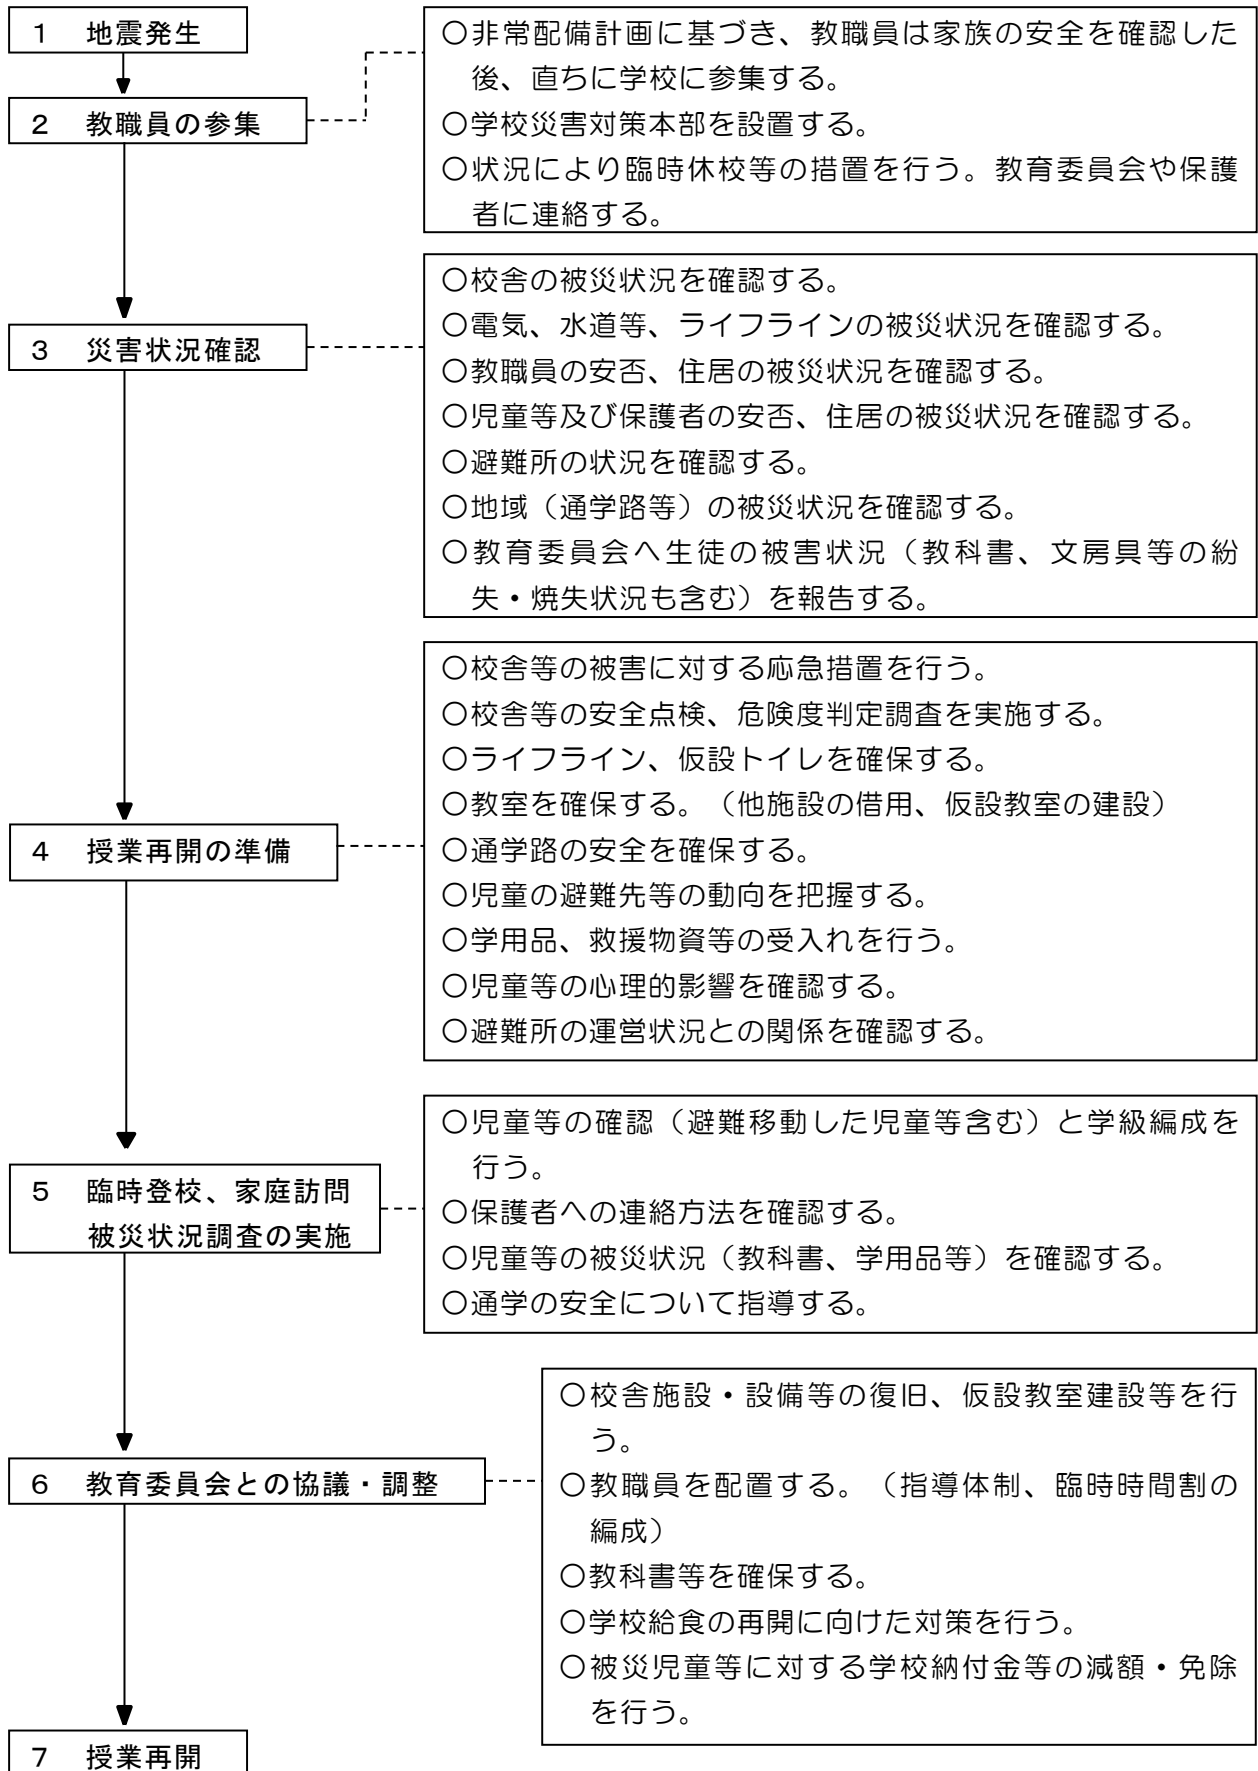 1 地震発生
2 教職員の参集
○非常配備計画に基づき、教職員は家族の安全を確認した
後、直ちに学校に参集する。
○学校災害対策本部を設置する。
○状況により臨時休校等の措置を行う。教育委員会や保護
者に連絡する。
3 災害状況確認
○校舎の被災状況を確認する。
○電気、水道等、ライフラインの被災状況を確認する。
○教職員の安否、住居の被災状況を確認する。
○児童等及び保護者の安否、住居の被災状況を確認する。
○避難所の状況を確認する。
○地域（通学路等）の被災状況を確認する。
○教育委員会へ生徒の被害状況（教科書、文房具等の紛
失・焼失状況も含む）を報告する。
4 授業再開の準備
○校舎等の被害に対する応急措置を行う。
○校舎等の安全点検、危険度判定調査を実施する。
○ライフライン、仮設トイレを確保する。
○教室を確保する。（他施設の借用、仮設教室の建設）
○通学路の安全を確保する。
○児童の避難先等の動向を把握する。
○学用品、救援物資等の受入れを行う。
○児童等の心理的影響を確認する。
○避難所の運営状況との関係を確認する。
5 臨時登校、家庭訪問
被災状況調査の実施
○児童等の確認（避難移動した児童等含む）と学級編成を
行う。
○保護者への連絡方法を確認する。
○児童等の被災状況（教科書、学用品等）を確認する。
○通学の安全について指導する。
6 教育委員会との協議・調整
○校舎施設・設備等の復旧、仮設教室建設等を行
う。
○教職員を配置する。（指導体制、臨時時間割の
編成）
○教科書等を確保する。
○学校給食の再開に向けた対策を行う。
○被災児童等に対する学校納付金等の減額・免除
を行う。
7 授業再開